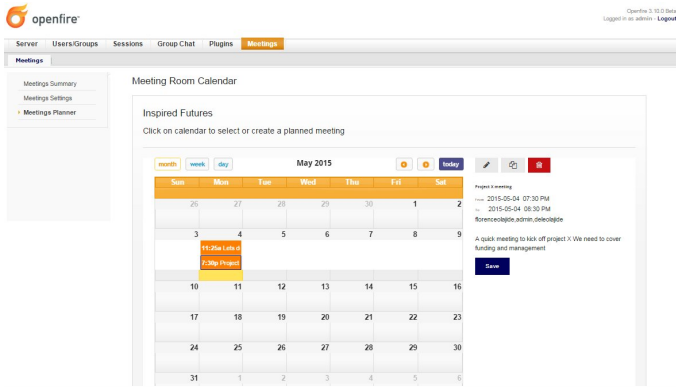 openfire™
Openfire 3.10.0 Beta
Logged in as admin - Logout
Server Users/Groups Sessions Group Chat Plugins Meetings
Meetings
Meetings Summary
Meetings Settings
Meetings Planner
Meeting Room Calendar
Inspired Futures
Click on calendar to select or create a planned meeting
month week day
May 2015
today
Sun Mon Tue Wed Thu Fri Sat
26 27 28 29 30 1 2
3 4 5 6 7 8 9
11:25a Lets d
7:30p Project
10 11 12 13 14 15 16
17 18 19 20 21 22 23
24 25 26 27 28 29 30
31 1 2 3 4 5 6
Project X meeting
From 2015-05-04 07:30 PM
To 2015-05-04 08:30 PM
florenceolajide,admin,deleolajide
A quick meeting to kick off project X We need to cover
funding and management
Save